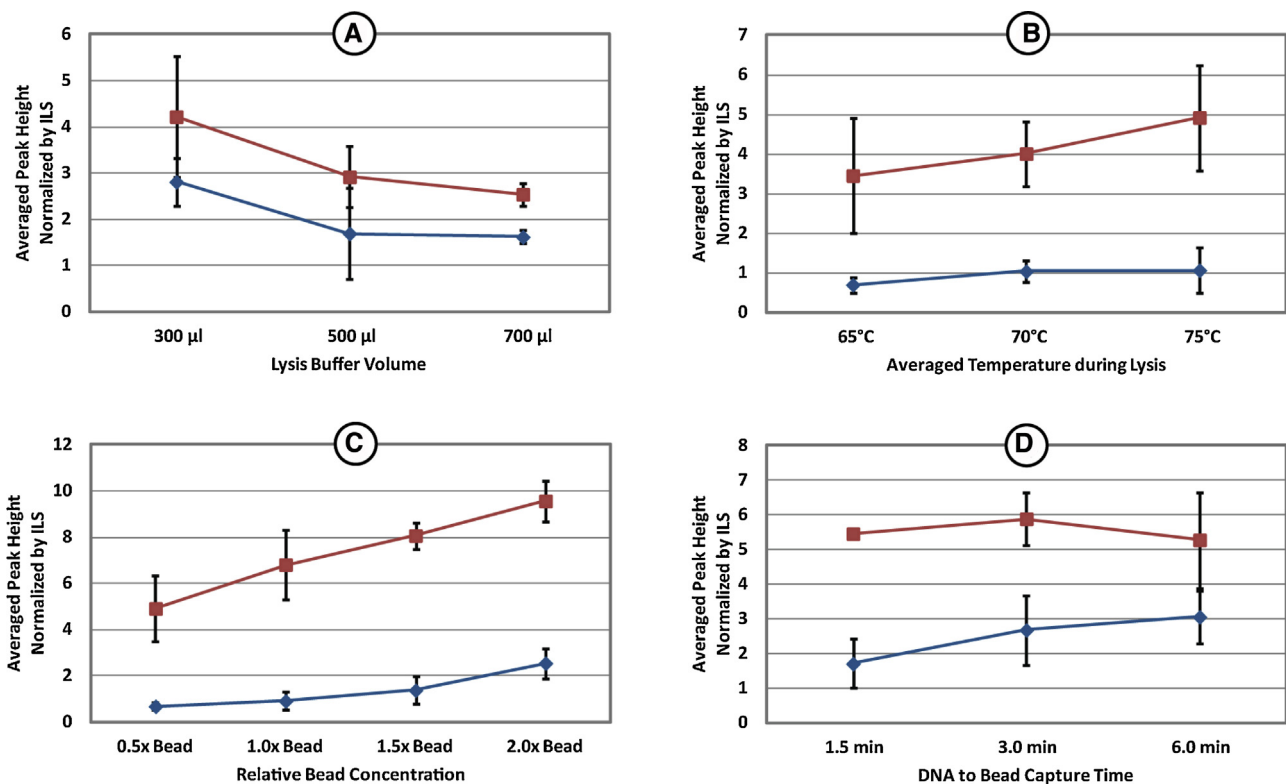 A
Averaged Peak Height
Normalized by ILS
6
5
4
3
2
1
0
300 µl 500 µl 700 µl
Lysis Buffer Volume
B
Averaged Peak Height
Normalized by ILS
7
6
5
4
3
2
1
0
65°C 70°C 75°C
Averaged Temperature during Lysis
C
Averaged Peak Height
Normalized by ILS
12
10
8
6
4
2
0
0.5x Bead 1.0x Bead 1.5x Bead 2.0x Bead
Relative Bead Concentration
D
Averaged Peak Height
Normalized by ILS
8
7
6
5
4
3
2
1
0
1.5 min 3.0 min 6.0 min
DNA to Bead Capture Time